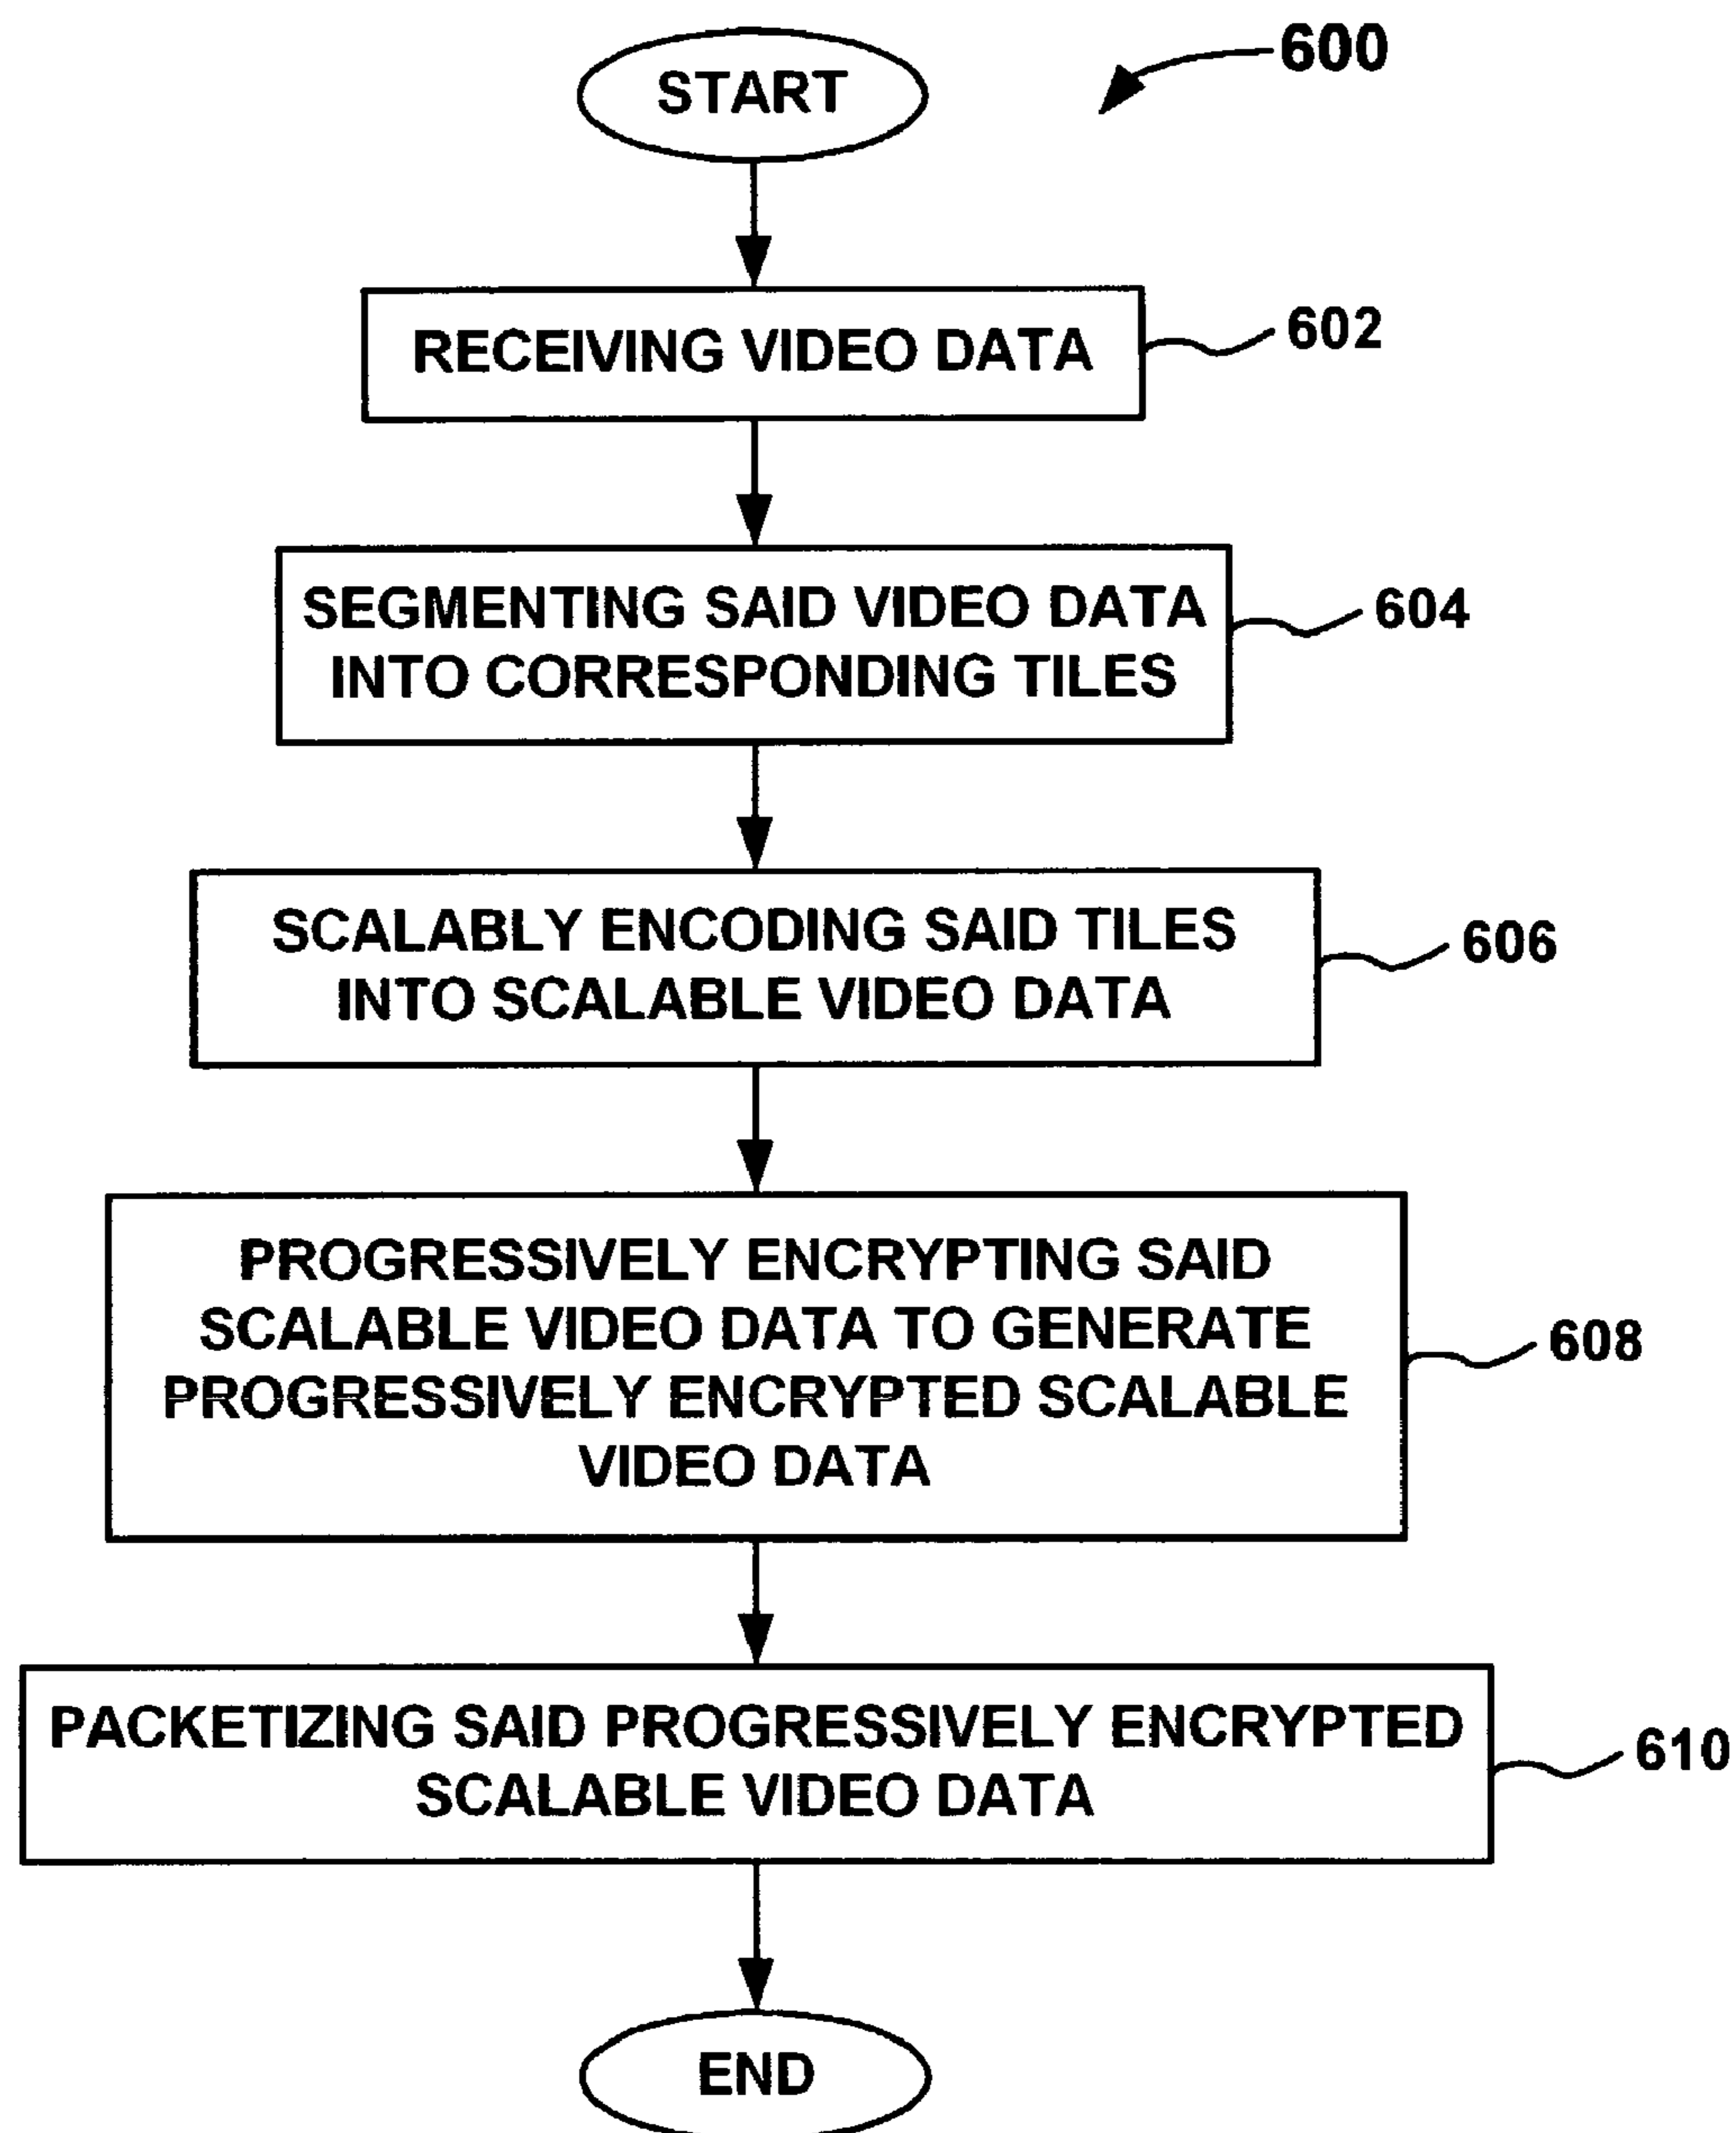 START
600
RECEIVING VIDEO DATA
602
SEGMENTING SAID VIDEO DATA
INTO CORRESPONDING TILES
604
SCALABLY ENCODING SAID TILES
INTO SCALABLE VIDEO DATA
606
PROGRESSIVELY ENCRYPTING SAID
SCALABLE VIDEO DATA TO GENERATE
PROGRESSIVELY ENCRYPTED SCALABLE
VIDEO DATA
608
PACKETIZING SAID PROGRESSIVELY ENCRYPTED
SCALABLE VIDEO DATA
610
END